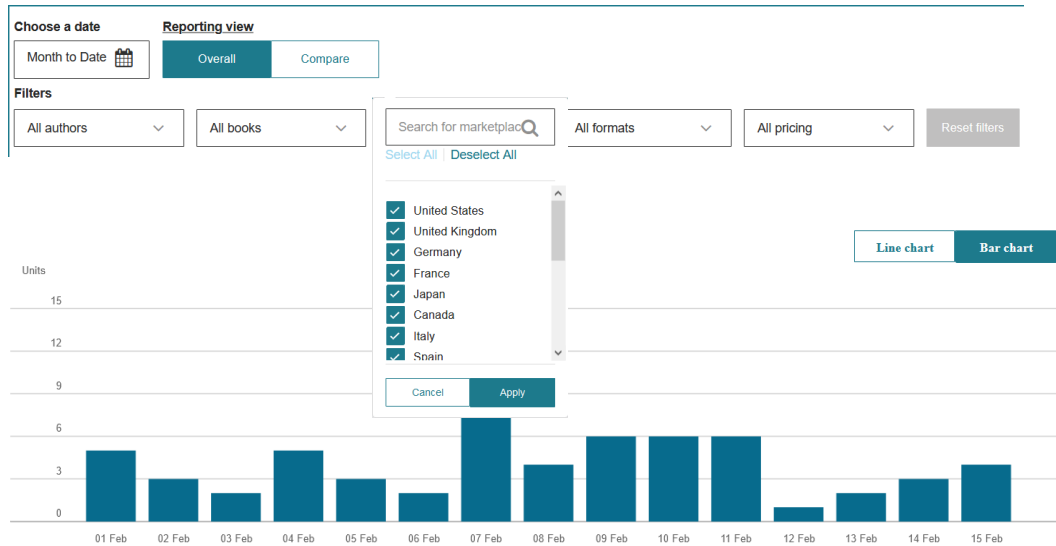 Choose a date Reporting view
Month to Date Overall Compare
Filters
All authors All books Search for marketplac All formats All pricing Reset filters
Select All | Deselect All
United States
United Kingdom
Germany
France
Japan
Canada
Italy
Spain
Cancel Apply
Line chart Bar chart
Units
15
12
9
6
3
0
01 Feb 02 Feb 03 Feb 04 Feb 05 Feb 06 Feb 07 Feb 08 Feb 09 Feb 10 Feb 11 Feb 12 Feb 13 Feb 14 Feb 15 Feb